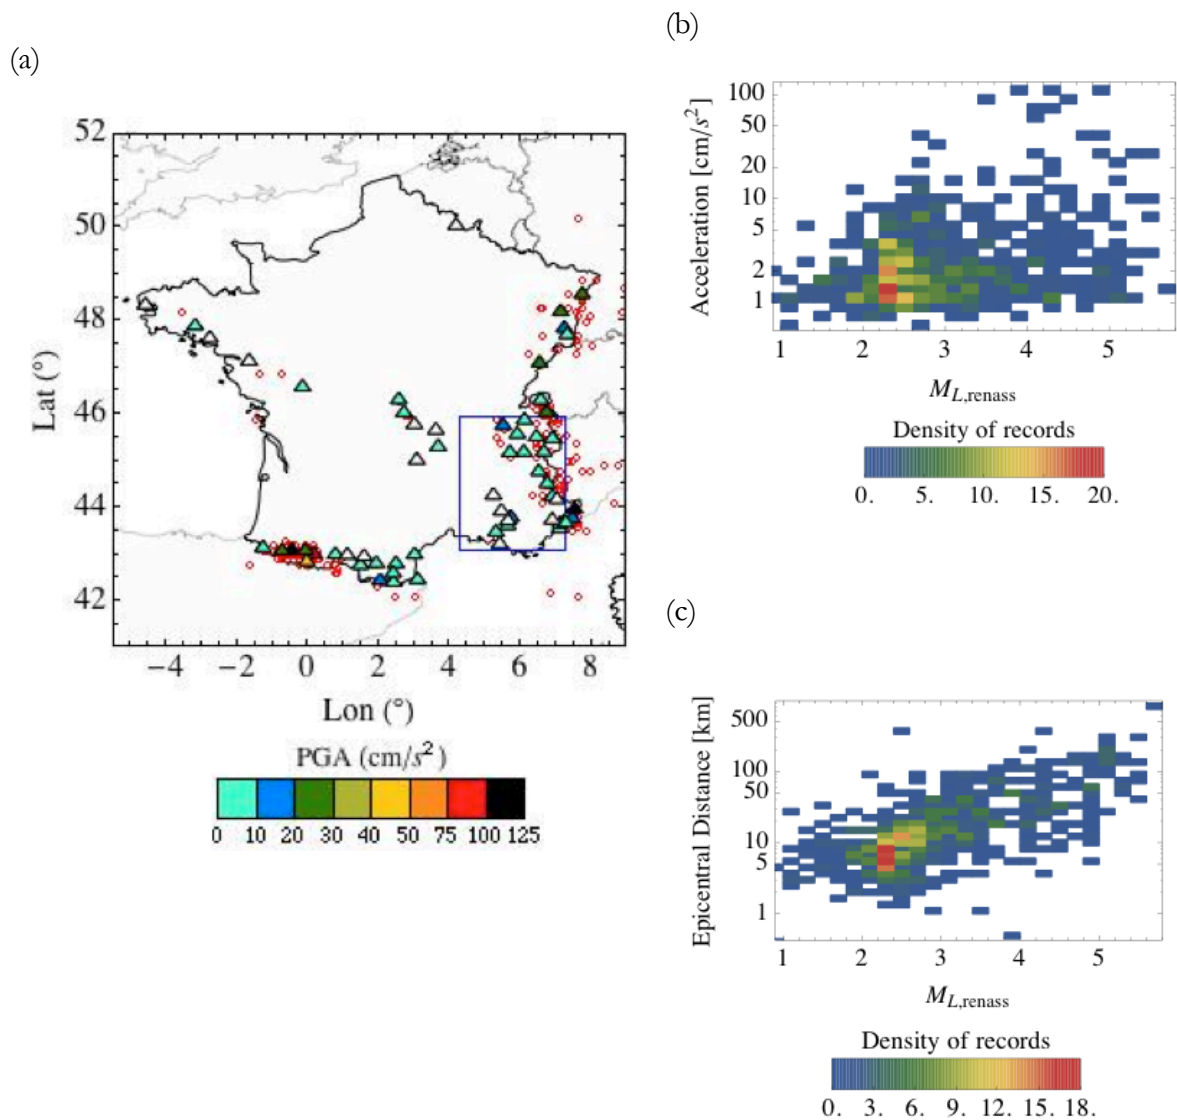 (a)
52
50
48
46
44
42
Lat (°)
−4 −2 0 2 4 6 8
Lon (°)
PGA (cm/s²)
0 10 20 30 40 50 75 100 125
(b)
Acceleration [cm/s²]
100
50
20
10
5
2
1
1 2 3 4 5
M_L,renass
Density of records
0. 5. 10. 15. 20.
(c)
Epicentral Distance [km]
500
100
50
10
5
1
1 2 3 4 5
M_L,renass
Density of records
0. 3. 6. 9. 12. 15. 18.